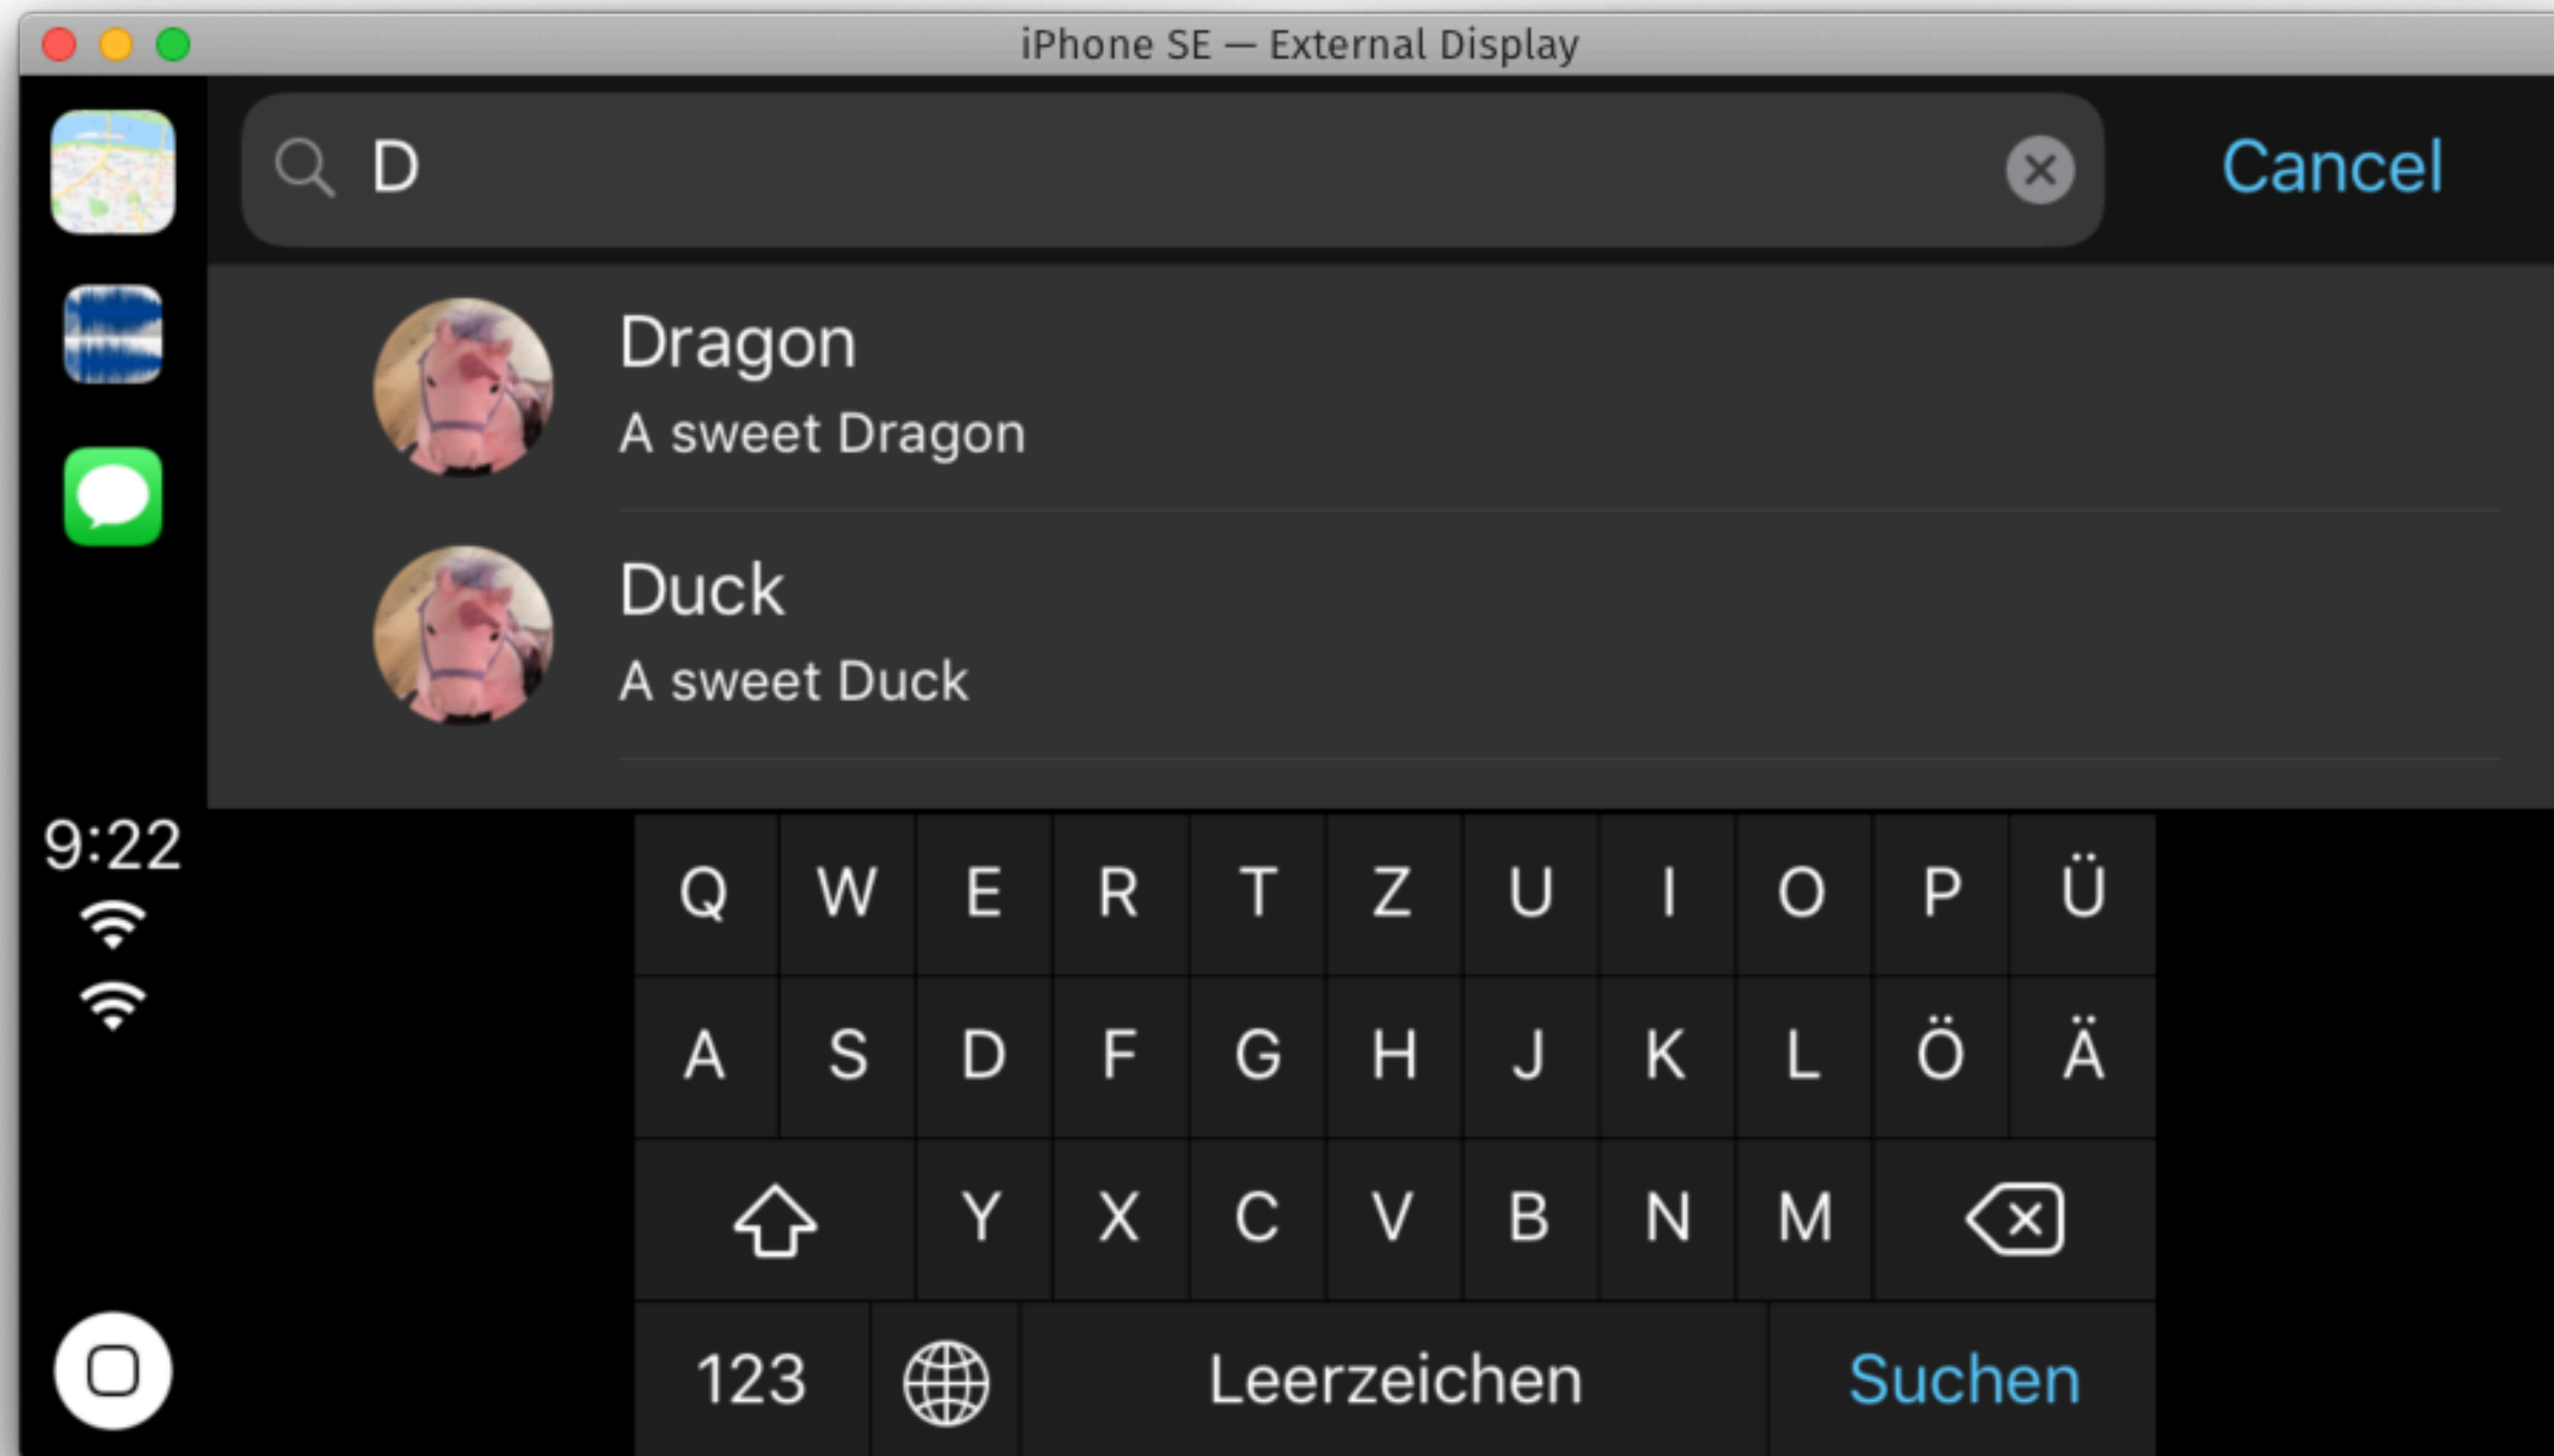 iPhone SE — External Display
D
Cancel
Dragon
A sweet Dragon
Duck
A sweet Duck
9:22
Q W E R T Z U I O P Ü
A S D F G H J K L Ö Ä
Y X C V B N M
123 Leerzeichen Suchen